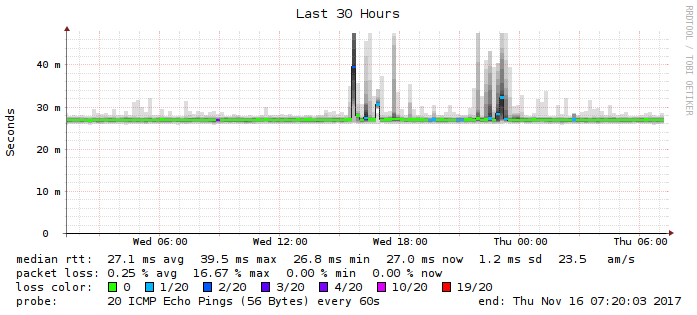 Last 30 Hours
RRDTOOL / TOBI OETIKER
Seconds
40 m
30 m
20 m
10 m
0
Wed 06:00 Wed 12:00 Wed 18:00 Thu 00:00 Thu 06:00
median rtt: 27.1 ms avg 39.5 ms max 26.8 ms min 27.0 ms now 1.2 ms sd 23.5 am/s
packet loss: 0.25 % avg 16.67 % max 0.00 % min 0.00 % now
loss color: 0 1/20 2/20 3/20 4/20 10/20 19/20
probe: 20 ICMP Echo Pings (56 Bytes) every 60s end: Thu Nov 16 07:20:03 2017